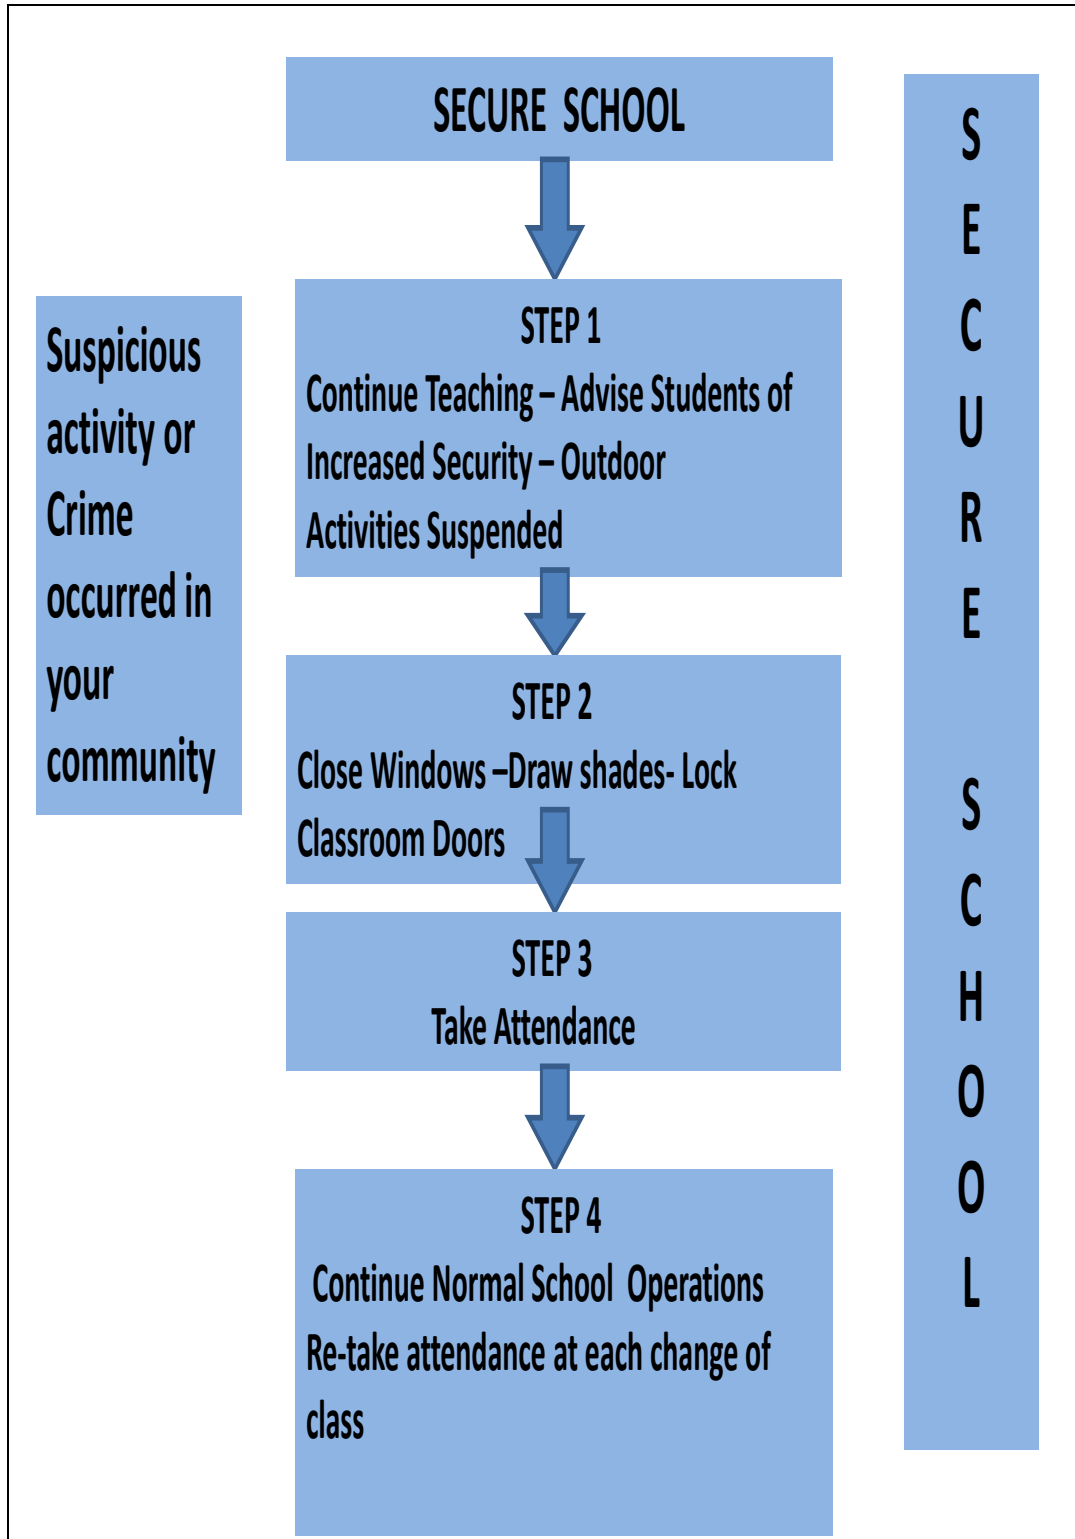 SECURE SCHOOL
Suspicious
activity or
Crime
occurred in
your
community
STEP 1
Continue Teaching – Advise Students of
Increased Security – Outdoor
Activities Suspended
STEP 2
Close Windows –Draw shades- Lock
Classroom Doors
STEP 3
Take Attendance
STEP 4
Continue Normal School Operations
Re-take attendance at each change of
class
S
E
C
U
R
E
S
C
H
O
O
L